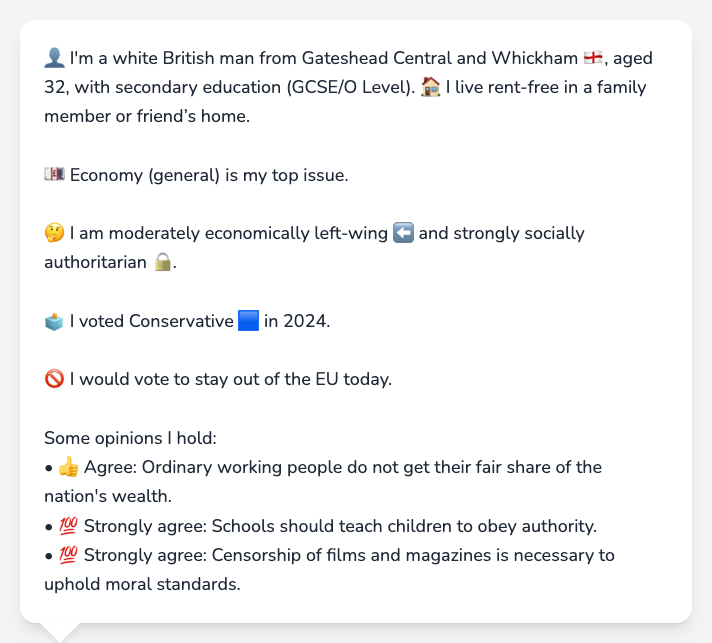 👤 I'm a white British man from Gateshead Central and Whickham 🏴󠁧󠁢󠁥󠁮󠁧󠁿, aged
32, with secondary education (GCSE/O Level). 🏠 I live rent-free in a family
member or friend’s home.
💷 Economy (general) is my top issue.
🤔 I am moderately economically left-wing ⬅️ and strongly socially
authoritarian 🔒.
🗳️ I voted Conservative 🟦 in 2024.
🚫 I would vote to stay out of the EU today.
Some opinions I hold:
• 👍 Agree: Ordinary working people do not get their fair share of the
nation's wealth.
• 💯 Strongly agree: Schools should teach children to obey authority.
• 💯 Strongly agree: Censorship of films and magazines is necessary to
uphold moral standards.